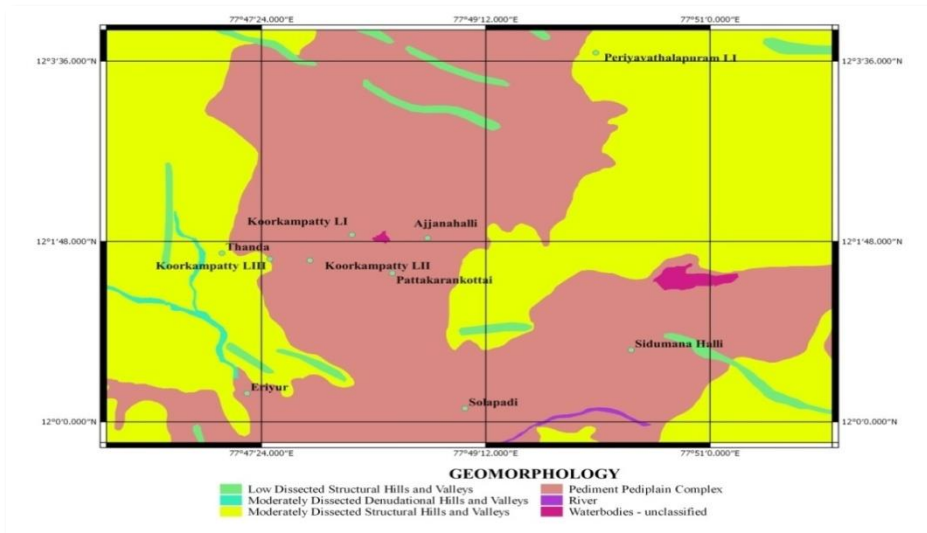 77°47'24.000"E 77°49'12.000"E 77°51'0.000"E
12°3'36.000"N Periyavathalapuram LI 12°3'36.000"N
Koorkampatty LI Ajjanahalli
12°1'48.000"N Thanda 12°1'48.000"N
Koorkampatty LIII Koorkampatty LII
Pattakarankottai
Sidumana Halli
Eriyur
Solapadi
12°0'0.000"N 12°0'0.000"N
77°47'24.000"E 77°49'12.000"E 77°51'0.000"E
GEOMORPHOLOGY
Low Dissected Structural Hills and Valleys Pediment Pediplain Complex
Moderately Dissected Denudational Hills and Valleys River
Moderately Dissected Structural Hills and Valleys Waterbodies - unclassified